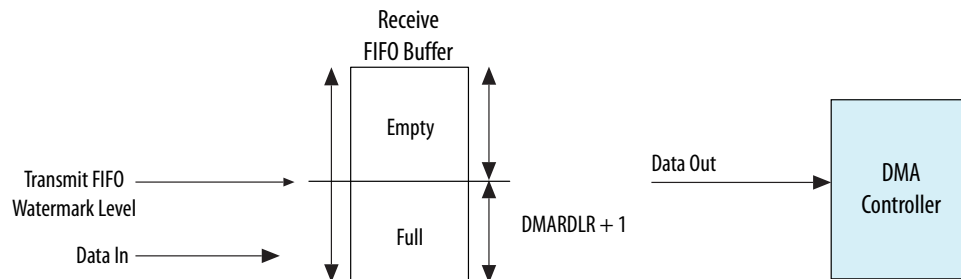 Receive
FIFO Buffer
Empty
Transmit FIFO
Watermark Level
Data Out
DMA
Controller
Data In
Full
DMARDLR + 1